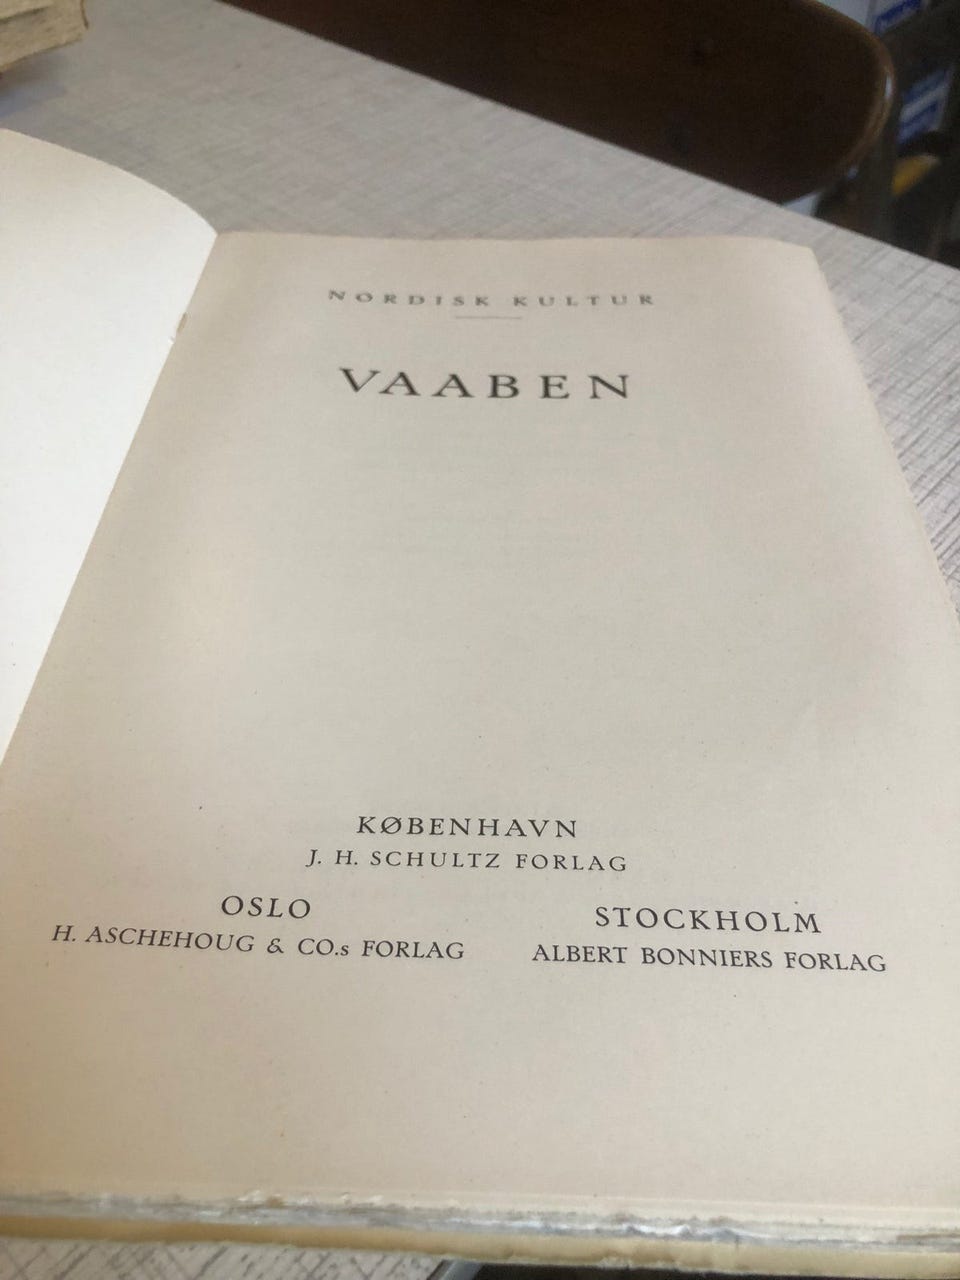 NORDISK KULTUR
VAABEN
KØBENHAVN
J. H. SCHULTZ FORLAG
OSLO
H. ASCHEHOUG & CO.s FORLAG
STOCKHOLM
ALBERT BONNIERS FORLAG